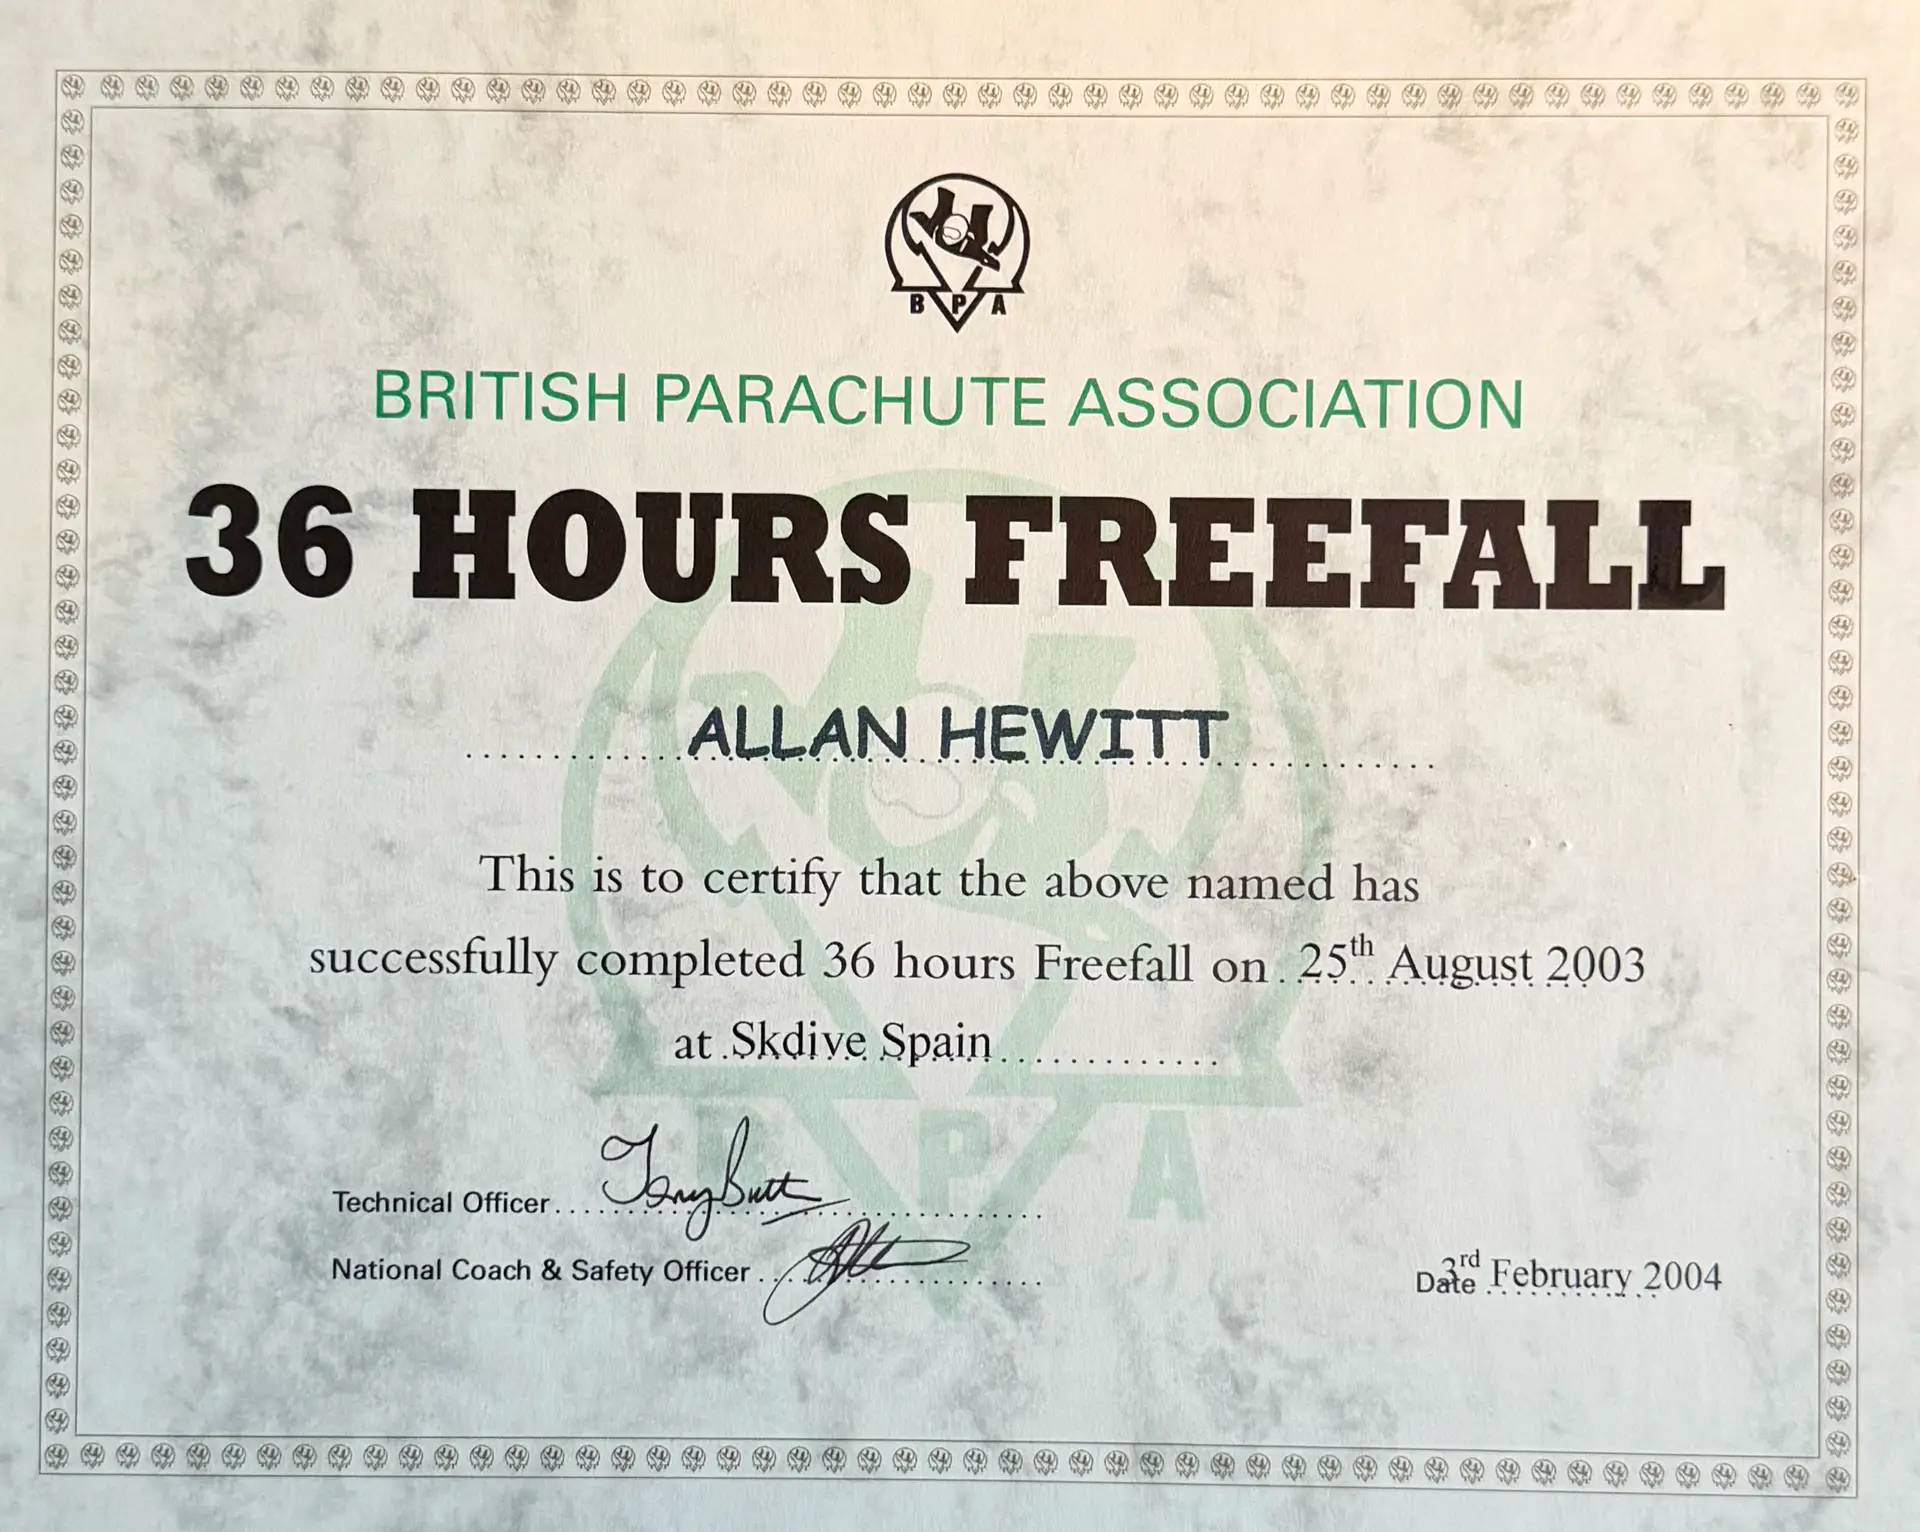 B P A
BRITISH PARACHUTE ASSOCIATION
36 HOURS FREEFALL
ALLAN HEWITT
This is to certify that the above named has
successfully completed 36 hours Freefall on 25th August 2003
at Skdive Spain
B P A
Technical Officer Tony Butt
National Coach & Safety Officer
Date 3rd February 2004